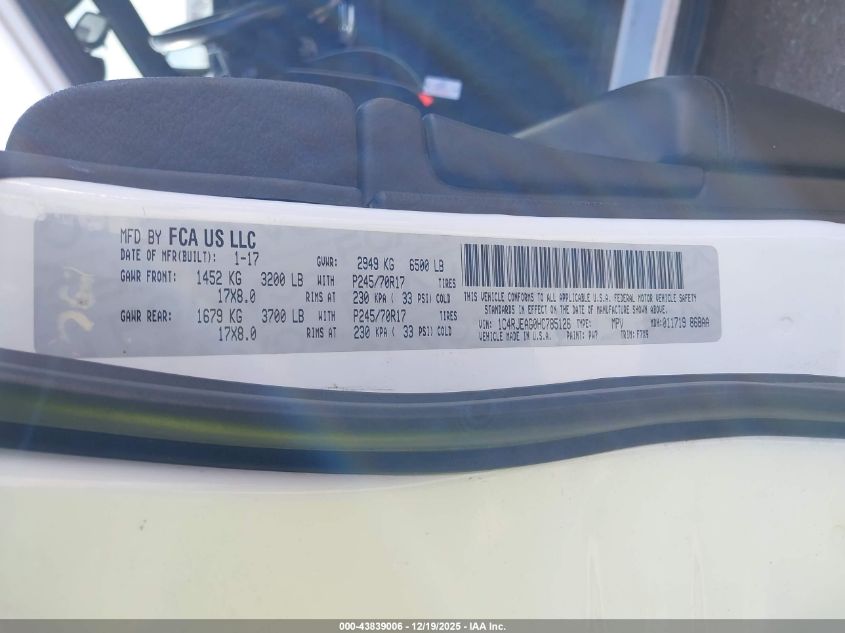 MFD BY FCA US LLC
DATE OF MFR(BUILT): 1-17 GVWR: 2949 KG 6500 LB
GAWR FRONT: 1452 KG 3200 LB WITH P245/70R17 TIRES
17X8.0 RIMS AT 230 KPA ( 33 PSI) COLD
GAWR REAR: 1679 KG 3700 LB WITH P245/70R17 TIRES
17X8.0 RIMS AT 230 KPA ( 33 PSI) COLD
THIS VEHICLE CONFORMS TO ALL APPLICABLE U.S.A. FEDERAL MOTOR VEHICLE SAFETY
STANDARDS IN EFFECT ON THE DATE OF MANUFACTURE SHOWN ABOVE.
VIN: 1C4RJEAG0HC785126 TYPE: MPV MDH: 011719 868AA
VEHICLE MADE IN U.S.A. PAINT: PW7 TRIM:
000-43839006 - 12/19/2025 - IAA Inc.